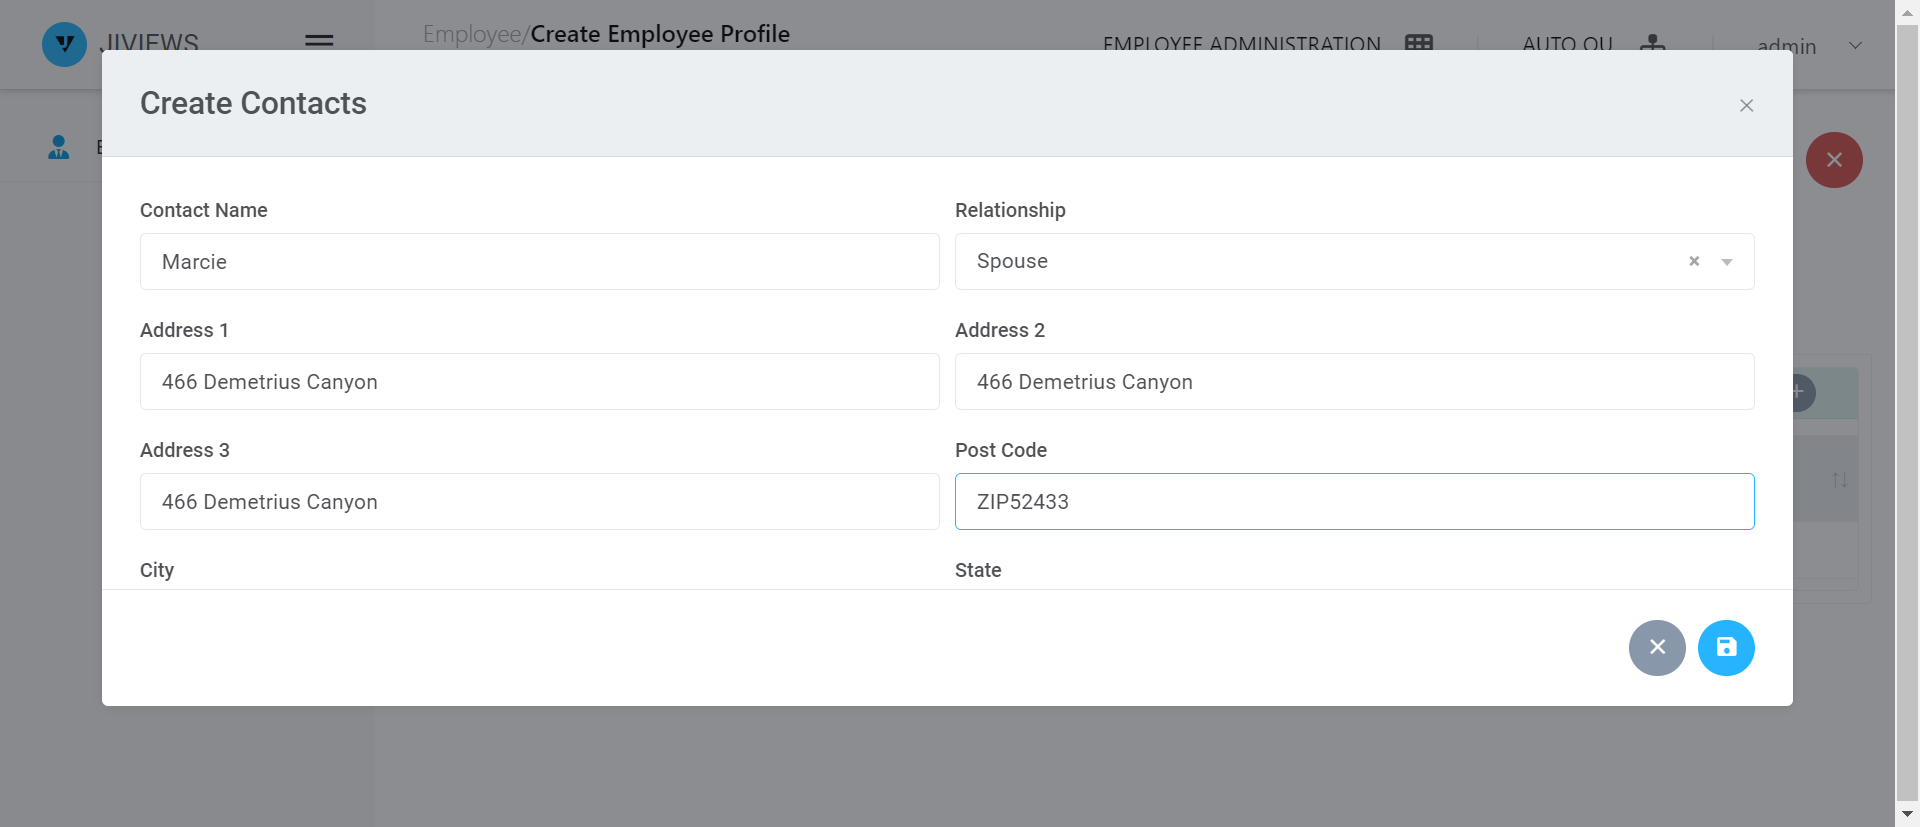 JIVIEWS
Employee/Create Employee Profile
EMPLOYEE ADMINISTRATION
AUTO OU
admin
Create Contacts
Contact Name
Relationship
Marcie
Spouse
Address 1
Address 2
466 Demetrius Canyon
466 Demetrius Canyon
Address 3
Post Code
466 Demetrius Canyon
ZIP52433
City
State